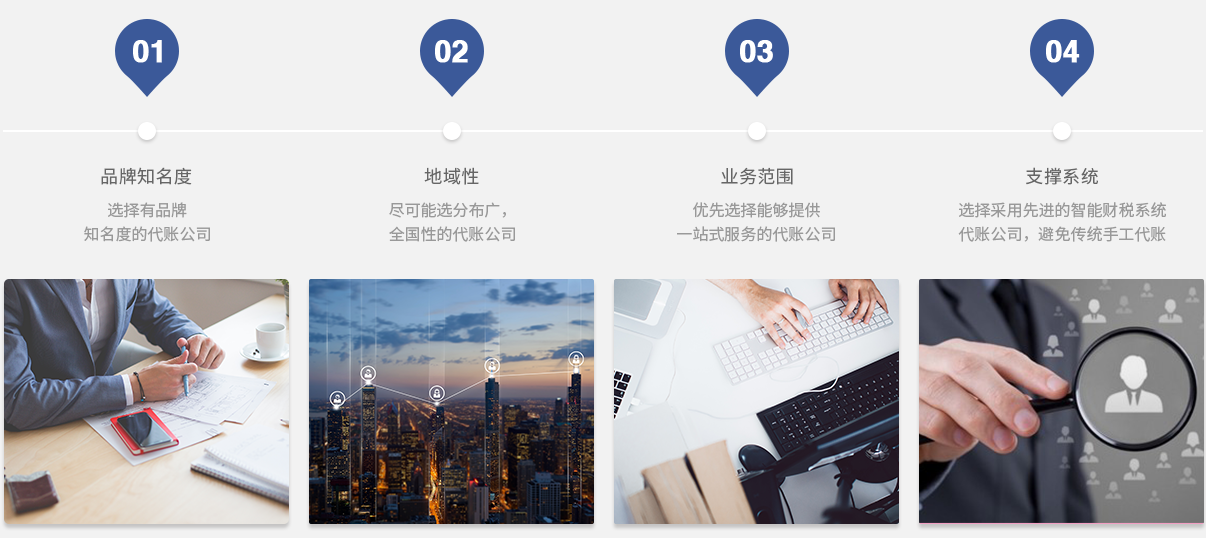 01
02
03
04
品牌知名度
选择有品牌
知名度的代账公司
地域性
尽可能选分布广，
全国性的代账公司
业务范围
优先选择能够提供
一站式服务的代账公司
支撑系统
选择采用先进的智能财税系统
代账公司，避免传统手工代账